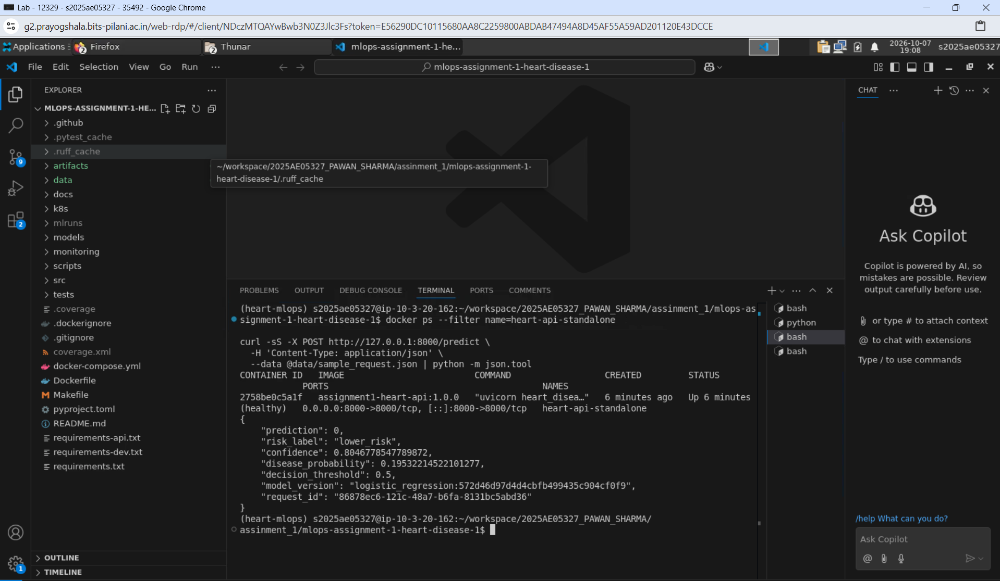 Lab - 12329 - s2025ae05327 - 35492 - Google Chrome
g2.prayogshala.bits-pilani.ac.in/web-rdp/#/client/NDczMTQAYwBwb3N0Z3Jlc3Fs?token=E56290DC10115680AA8C2259800ABDAB47494A8D45AF55A59AD201120E43DCCE
Applications
2 Firefox
2 Thunar
mlops-assignment-1-he...
2026-10-07
19:08
s2025ae05327
File Edit Selection View Go Run ···
mlops-assignment-1-heart-disease-1
EXPLORER
MLOPS-ASSIGNMENT-1-HE...
.github
.pytest_cache
.ruff_cache
artifacts
data
docs
k8s
mlruns
models
monitoring
scripts
src
tests
.coverage
.dockerignore
.gitignore
coverage.xml
docker-compose.yml
Dockerfile
Makefile
pyproject.toml
README.md
requirements-api.txt
requirements-dev.txt
requirements.txt
OUTLINE
TIMELINE
9
2
1
~/workspace/2025AE05327_PAWAN_SHARMA/assinment_1/mlops-assignment-1-
heart-disease-1/.ruff_cache
PROBLEMS OUTPUT DEBUG CONSOLE TERMINAL PORTS COMMENTS
(heart-mlops) s2025ae05327@ip-10-3-20-162:~/workspace/2025AE05327_PAWAN_SHARMA/assinment_1/mlops-as
signment-1-heart-disease-1$ docker ps --filter name=heart-api-standalone
curl -sS -X POST http://127.0.0.1:8000/predict \
-H 'Content-Type: application/json' \
--data @data/sample_request.json | python -m json.tool
CONTAINER ID IMAGE COMMAND CREATED STATUS
PORTS NAMES
2758be0c5a1f assignment1-heart-api:1.0.0 "uvicorn heart_disea…" 6 minutes ago Up 6 minutes
(healthy) 0.0.0.0:8000->8000/tcp, [::]:8000->8000/tcp heart-api-standalone
{
"prediction": 0,
"risk_label": "lower_risk",
"confidence": 0.8046778547789872,
"disease_probability": 0.19532214522101277,
"decision_threshold": 0.5,
"model_version": "logistic_regression:572d46d97d4d4cbfb499435c904cf0f9",
"request_id": "86878ec6-121c-48a7-b6fa-8131bc5abd36"
}
(heart-mlops) s2025ae05327@ip-10-3-20-162:~/workspace/2025AE05327_PAWAN_SHARMA/
assinment_1/mlops-assignment-1-heart-disease-1$
bash
python
bash
bash
CHAT
Ask Copilot
Copilot is powered by AI, so
mistakes are possible. Review
output carefully before use.
or type # to attach context
@ to chat with extensions
Type / to use commands
/help What can you do?
Ask Copilot
@